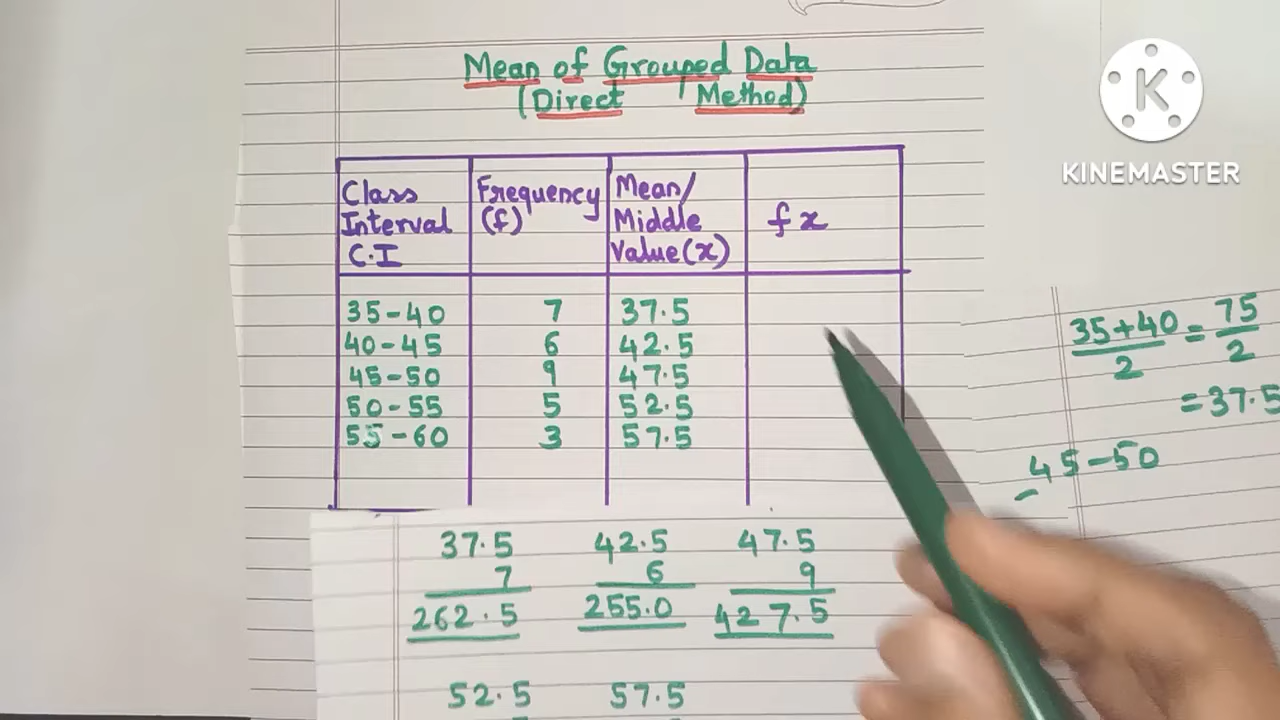 Mean of Grouped Data
(Direct Method)
K
KINEMASTER
Class Interval C.I
Frequency (f)
Mean/ Middle Value(x)
fx
35-40 7 37.5
40-45 6 42.5
45-50 9 47.5
50-55 5 52.5
55-60 3 57.5
35+40/2 = 75/2
=37.5
45-50
37.5 42.5 47.5
7 6 9
262.5 255.0 427.5
52.5 57.5